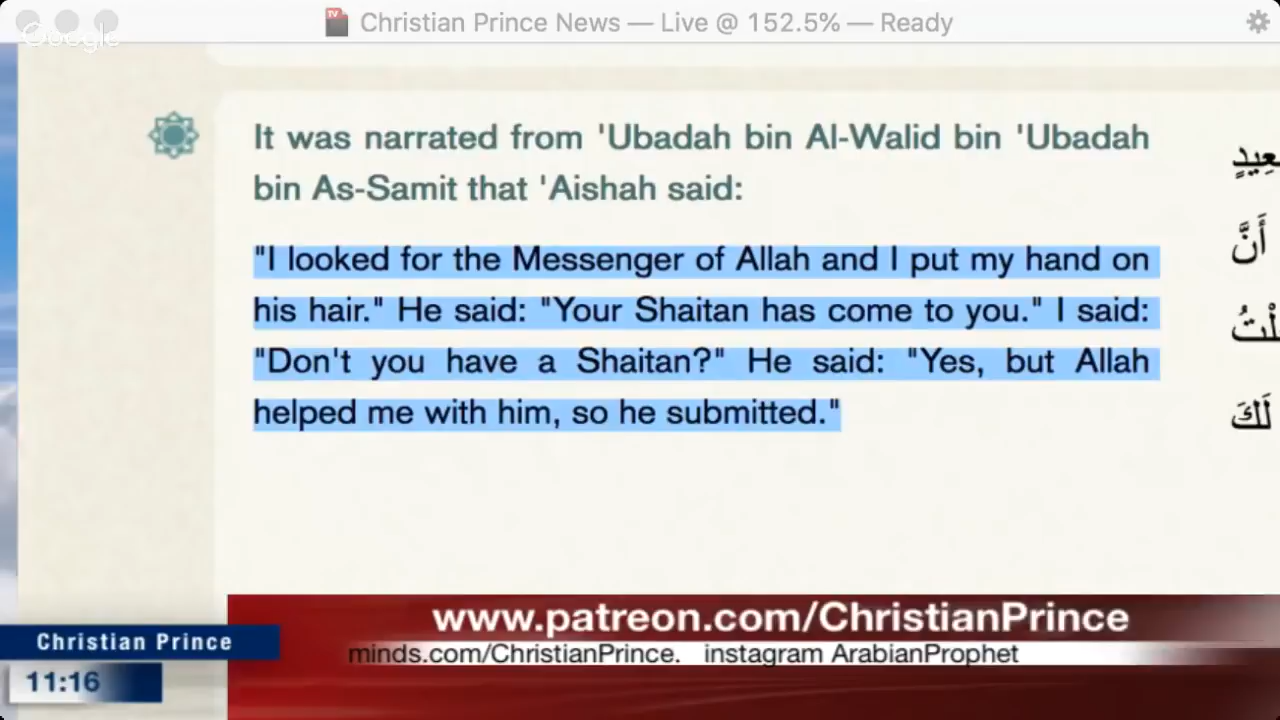 Christian Prince News — Live @ 152.5% — Ready
Google
It was narrated from 'Ubadah bin Al-Walid bin 'Ubadah
bin As-Samit that 'Aishah said:
"I looked for the Messenger of Allah and I put my hand on
his hair." He said: "Your Shaitan has come to you." I said:
"Don't you have a Shaitan?" He said: "Yes, but Allah
helped me with him, so he submitted."
أَنَّ
لَكَ
www.patreon.com/ChristianPrince
Christian Prince
minds.com/ChristianPrince. instagram ArabianProphet
11:16